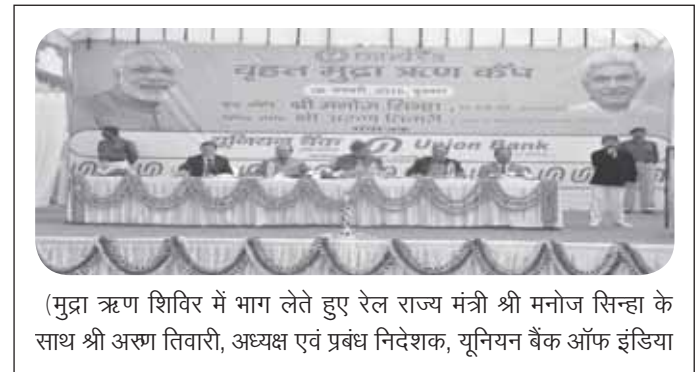 वृहत मुद्रा ऋण कैंप
श्री मनोज सिन्हा
यूनियन बैंक Union Bank
(मुद्रा ऋण शिविर में भाग लेते हुए रेल राज्य मंत्री श्री मनोज सिन्हा के
साथ श्री अरुण तिवारी, अध्यक्ष एवं प्रबंध निदेशक, यूनियन बैंक ऑफ इंडिया